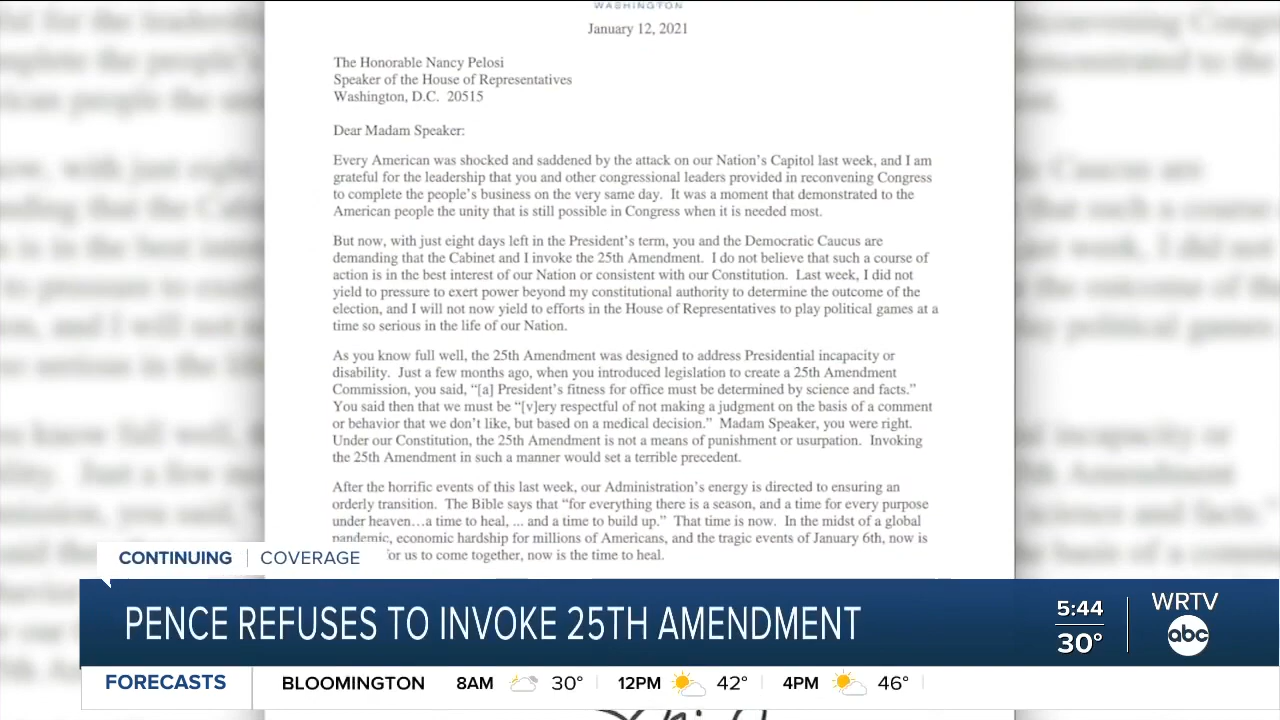 WASHINGTON
January 12, 2021
The Honorable Nancy Pelosi
Speaker of the House of Representatives
Washington, D.C.  20515
Dear Madam Speaker:
Every American was shocked and saddened by the attack on our Nation's Capitol last week, and I am
grateful for the leadership that you and other congressional leaders provided in reconvening Congress
to complete the people's business on the very same day.  It was a moment that demonstrated to the
American people the unity that is still possible in Congress when it is needed most.
But now, with just eight days left in the President's term, you and the Democratic Caucus are
demanding that the Cabinet and I invoke the 25th Amendment.  I do not believe that such a course of
action is in the best interest of our Nation or consistent with our Constitution.  Last week, I did not
yield to pressure to exert power beyond my constitutional authority to determine the outcome of the
election, and I will not now yield to efforts in the House of Representatives to play political games at a
time so serious in the life of our Nation.
As you know full well, the 25th Amendment was designed to address Presidential incapacity or
disability.  Just a few months ago, when you introduced legislation to create a 25th Amendment
Commission, you said, “[a] President's fitness for office must be determined by science and facts.”
You said then that we must be “[v]ery respectful of not making a judgment on the basis of a comment
or behavior that we don't like, but based on a medical decision.”  Madam Speaker, you were right.
Under our Constitution, the 25th Amendment is not a means of punishment or usurpation.  Invoking
the 25th Amendment in such a manner would set a terrible precedent.
After the horrific events of this last week, our Administration's energy is directed to ensuring an
orderly transition.  The Bible says that “for everything there is a season, and a time for every purpose
under heaven…a time to heal, ... and a time to build up.”  That time is now.  In the midst of a global
pandemic, economic hardship for millions of Americans, and the tragic events of January 6th, now is
for us to come together, now is the time to heal.
CONTINUING | COVERAGE
PENCE REFUSES TO INVOKE 25TH AMENDMENT
5:44
30°
WRTV
abc
FORECASTS BLOOMINGTON 8AM 30° 12PM 42° 4PM 46°